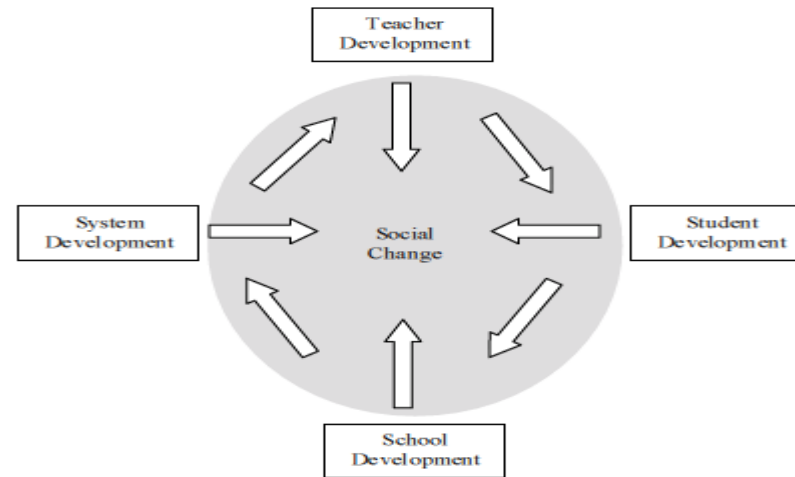 Teacher
Development
System
Development
Social
Change
Student
Development
School
Development